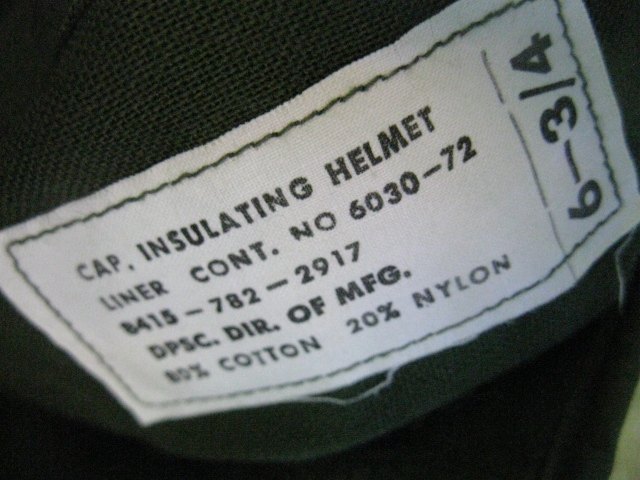 CAP, INSULATING HELMET
LINER CONT. NO 6030-72
8415-782-2917
DPSC. DIR. OF MFG.
80% COTTON 20% NYLON
6-3/4